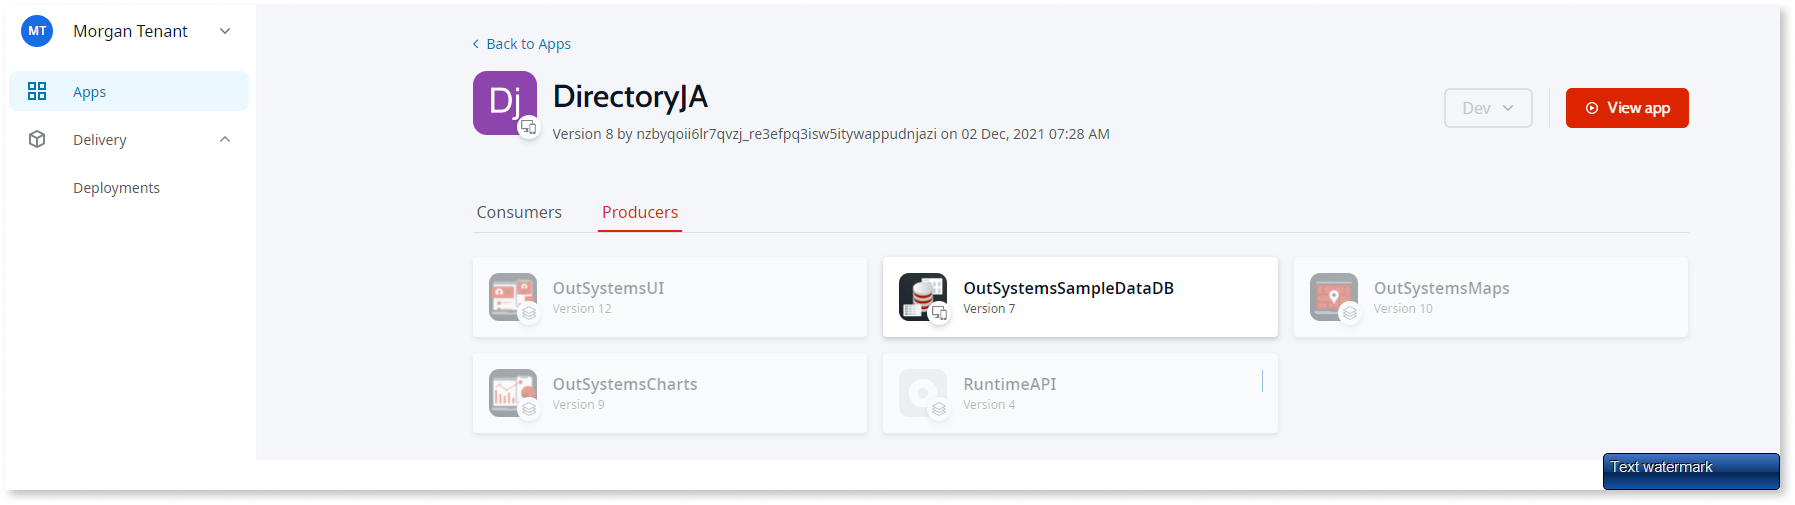 MT
Morgan Tenant
Apps
Delivery
Deployments
Back to Apps
Dj
DirectoryJA
Version 8 by nzbyqoii6lr7qvzj_re3efpq3isw5itywappudnjazi on 02 Dec, 2021 07:28 AM
Dev
View app
Consumers
Producers
OutSystemsUI
Version 12
OutSystemsSampleDataDB
Version 7
OutSystemsMaps
Version 10
OutSystemsCharts
Version 9
RuntimeAPI
Version 4
Text watermark